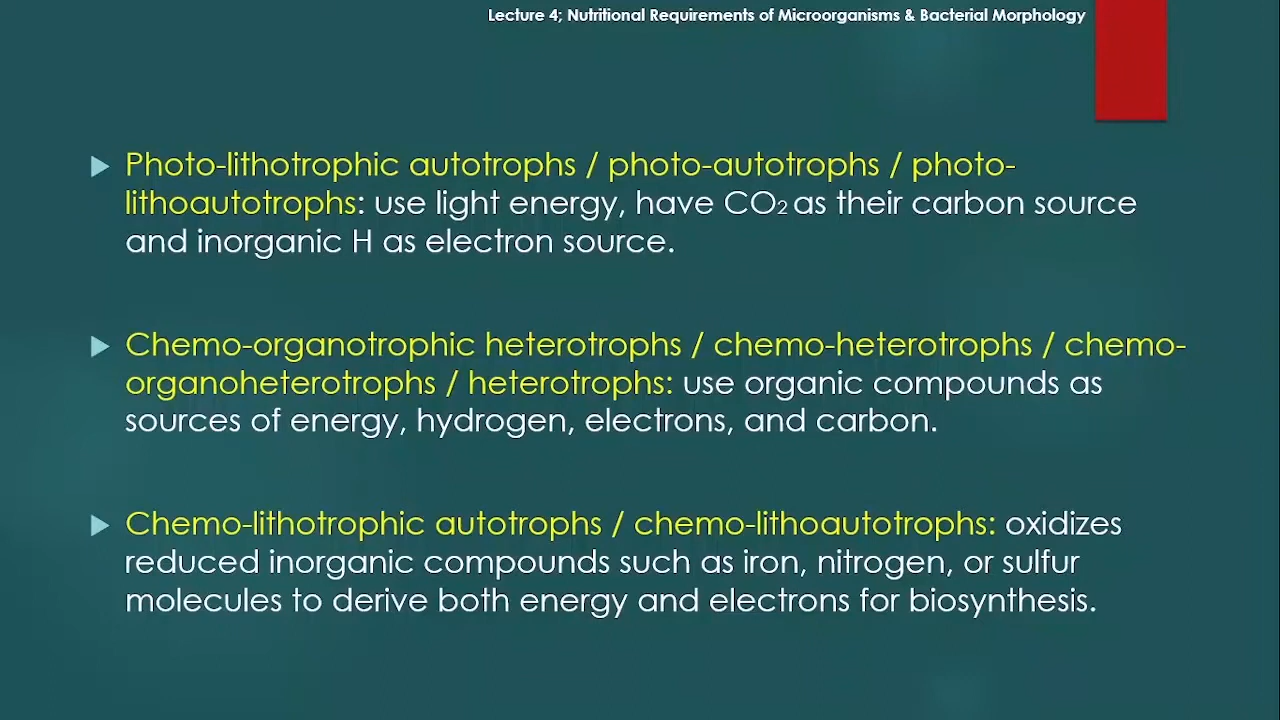 Lecture 4; Nutritional Requirements of Microorganisms & Bacterial Morphology
Photo-lithotrophic autotrophs / photo-autotrophs / photo-
lithoautotrophs: use light energy, have CO2 as their carbon source
and inorganic H as electron source.
Chemo-organotrophic heterotrophs / chemo-heterotrophs / chemo-
organoheterotrophs / heterotrophs: use organic compounds as
sources of energy, hydrogen, electrons, and carbon.
Chemo-lithotrophic autotrophs / chemo-lithoautotrophs: oxidizes
reduced inorganic compounds such as iron, nitrogen, or sulfur
molecules to derive both energy and electrons for biosynthesis.